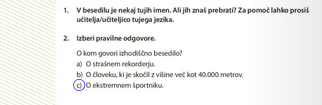 1. V besedilu je nekaj tujih imen. Ali jih znaš prebrati? Za pomoč lahko prosiš
učitelja/učiteljico tujega jezika.
2. Izberi pravilne odgovore.
O kom govori izhodiščno besedilo?
a) O strašnem rekorderju.
b) O človeku, ki je skočil z višine več kot 40.000 metrov.
c) O ekstremnem športniku.